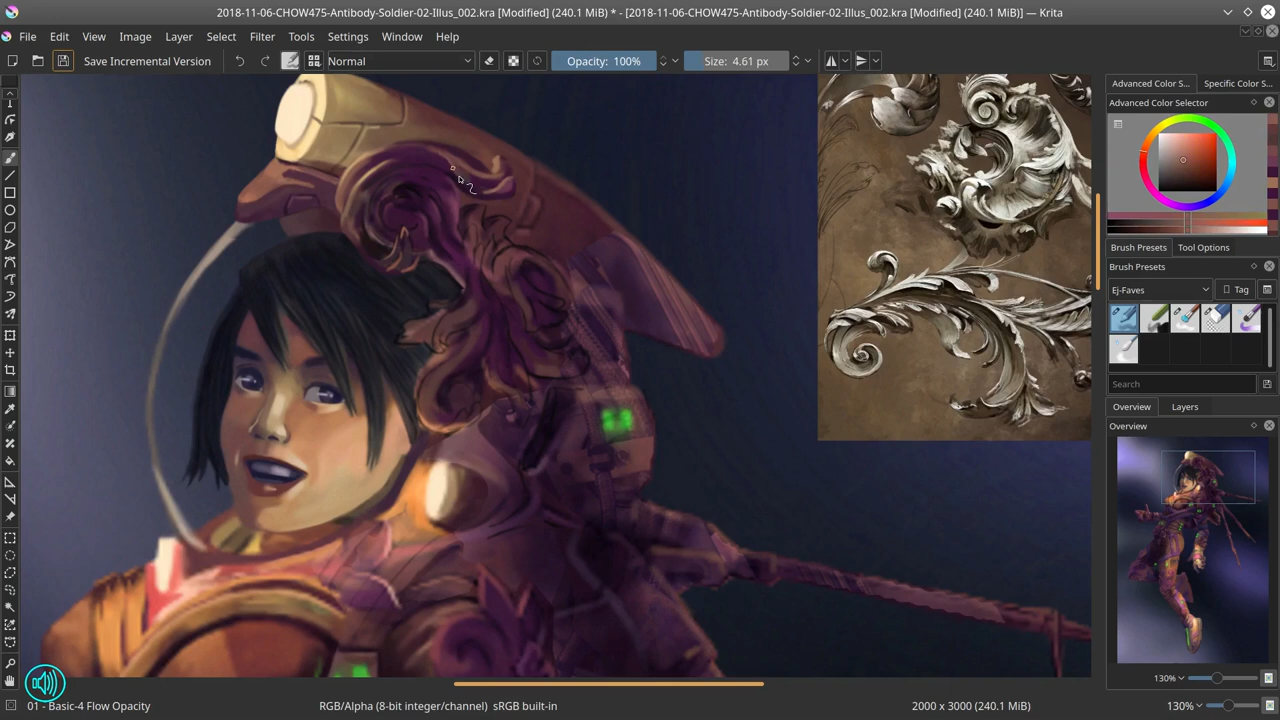 2018-11-06-CHOW475-Antibody-Soldier-02-Illus_002.kra [Modified] (240.1 MiB) * - [2018-11-06-CHOW475-Antibody-Soldier-02-Illus_002.kra [Modified] (240.1 MiB)] — Krita
File Edit View Image Layer Select Filter Tools Settings Window Help
Save Incremental Version Normal Opacity: 100% Size: 4.61 px
Advanced Color S... Specific Color S...
Advanced Color Selector
Brush Presets Tool Options
Brush Presets
Ej-Faves Tag
Search
Overview Layers
Overview
130%
01 - Basic-4 Flow Opacity RGB/Alpha (8-bit integer/channel) sRGB built-in 2000 x 3000 (240.1 MiB) 130%